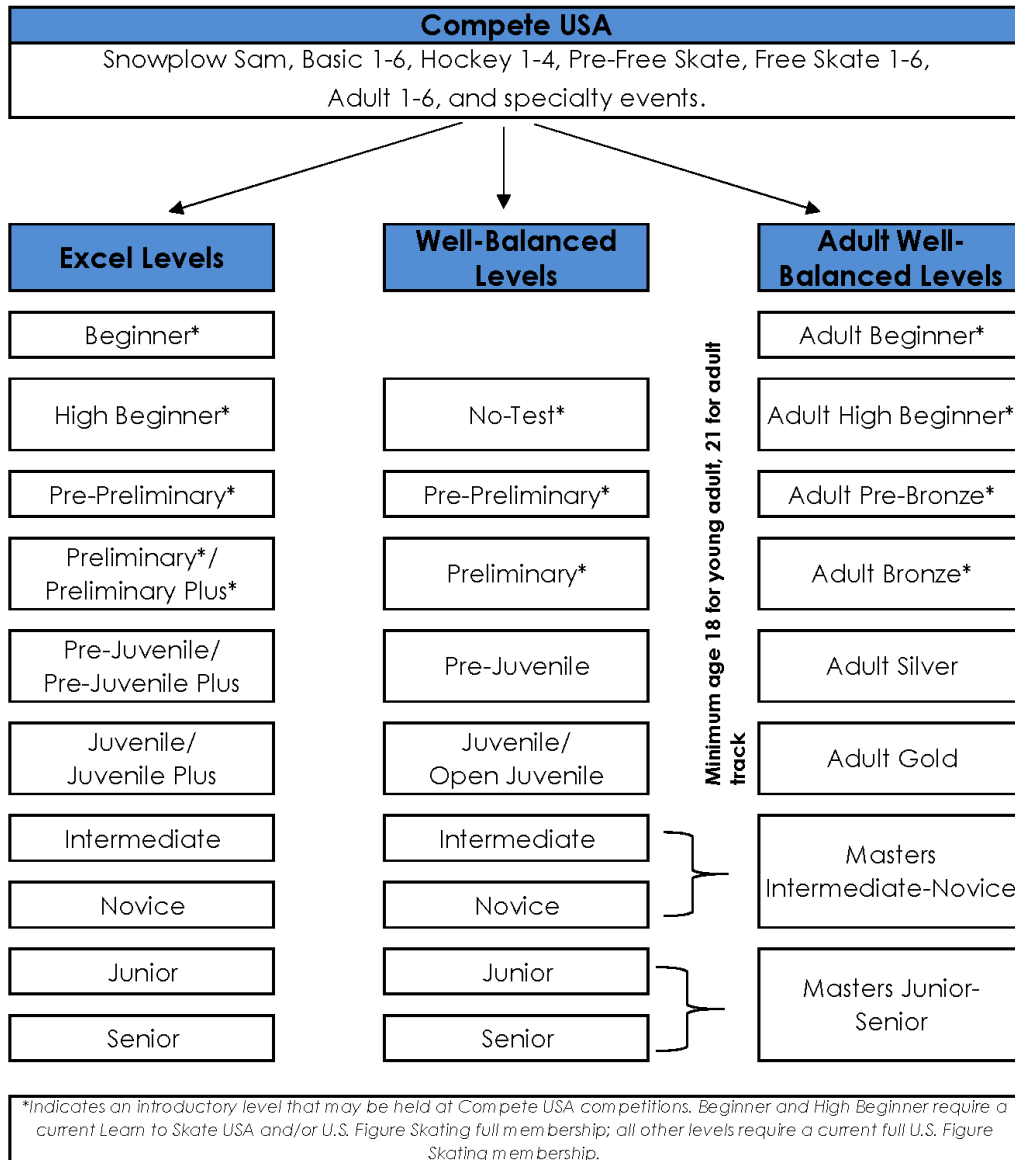 Compete USA
Snowplow Sam, Basic 1-6, Hockey 1-4, Pre-Free Skate, Free Skate 1-6,
Adult 1-6, and specialty events.
Excel Levels
Beginner*
High Beginner*
Pre-Preliminary*
Preliminary*/
Preliminary Plus*
Pre-Juvenile/
Pre-Juvenile Plus
Juvenile/
Juvenile Plus
Intermediate
Novice
Junior
Senior
Well-Balanced
Levels
No-Test*
Pre-Preliminary*
Preliminary*
Pre-Juvenile
Juvenile/
Open Juvenile
Intermediate
Novice
Junior
Senior
Minimum age 18 for young adult, 21 for adult
track
Adult Well-
Balanced Levels
Adult Beginner*
Adult High Beginner*
Adult Pre-Bronze*
Adult Bronze*
Adult Silver
Adult Gold
Masters
Intermediate-Novice
Masters Junior-
Senior
*Indicates an introductory level that may be held at Compete USA competitions. Beginner and High Beginner require a
current Learn to Skate USA and/or U.S. Figure Skating full membership; all other levels require a current full U.S. Figure
Skating membership.